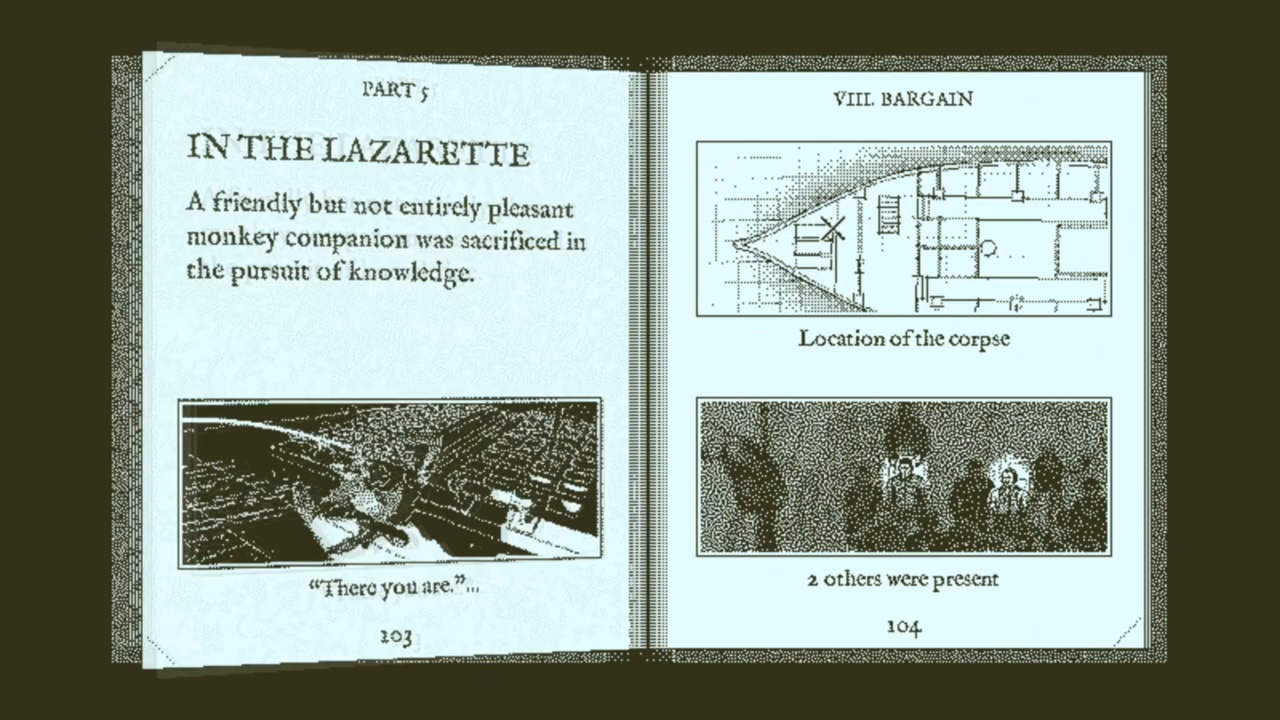 PART 5
IN THE LAZARETTE
A friendly but not entirely pleasant
monkey companion was sacrificed in
the pursuit of knowledge.
“There you are.”...
103
VIII. BARGAIN
Location of the corpse
2 others were present
104